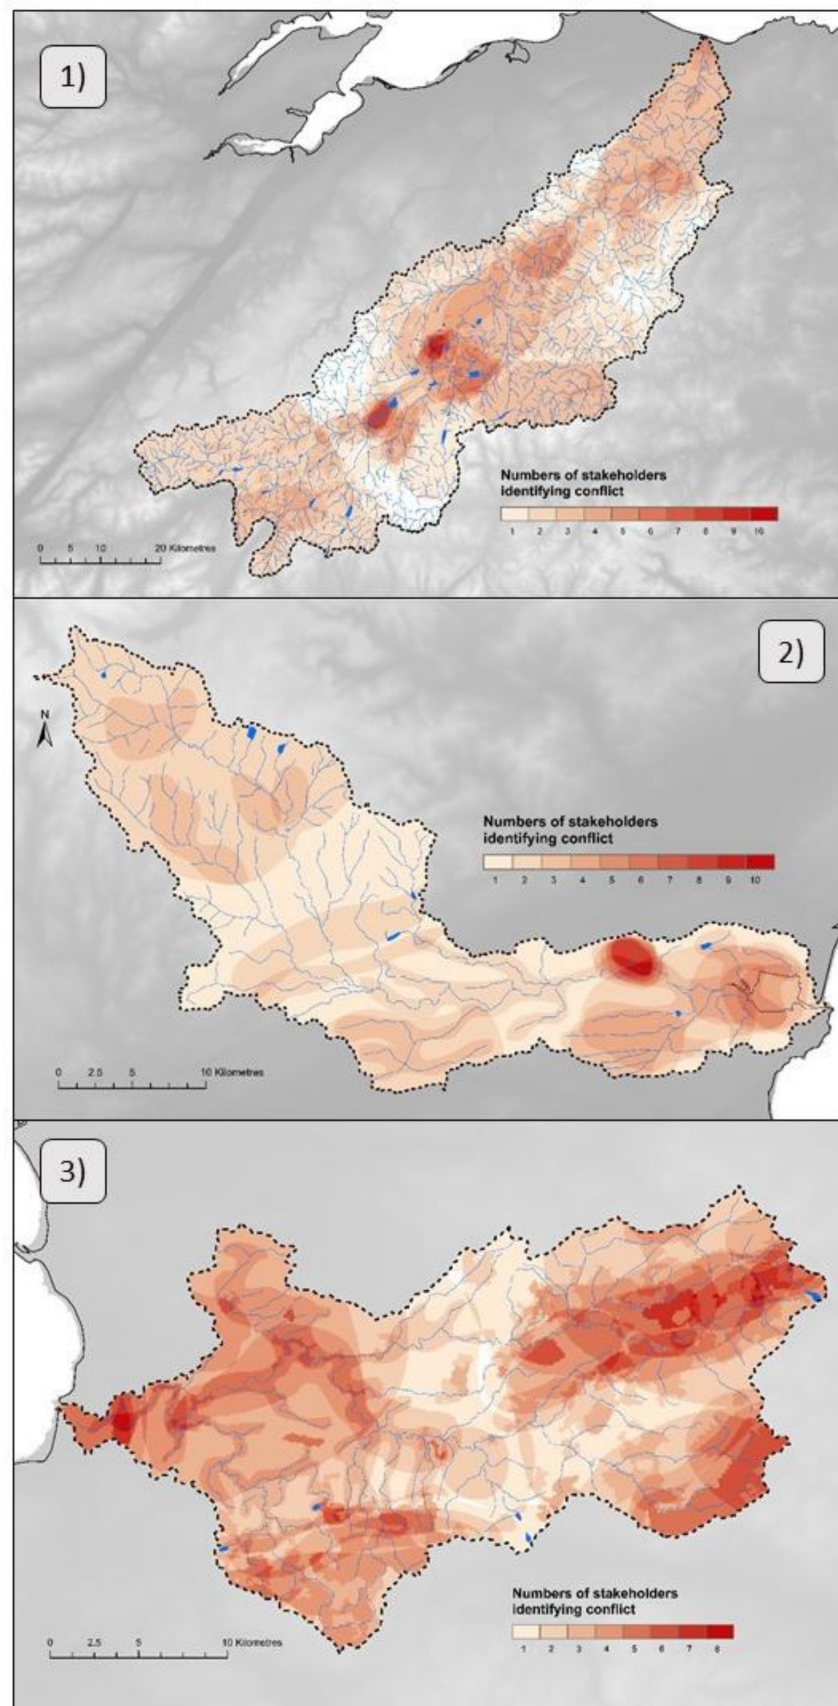 1)
Numbers of stakeholders
identifying conflict
1 2 3 4 5 6 7 8 9 10
0 5 10 20 Kilometres
2)
N
Numbers of stakeholders
identifying conflict
1 2 3 4 5 6 7 8 9 10
0 2.5 5 10 Kilometres
3)
Numbers of stakeholders
identifying conflict
1 2 3 4 5 6 7 8
0 2.5 5 10 Kilometres